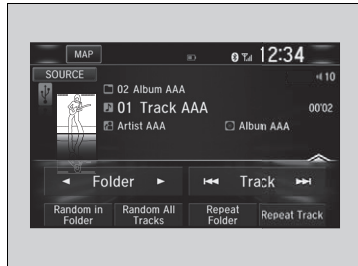 MAP
12:34
SOURCE
10
02 Album AAA
01 Track AAA
00'02
Artist AAA
Album AAA
Folder
Track
Random in Folder
Random All Tracks
Repeat Folder
Repeat Track